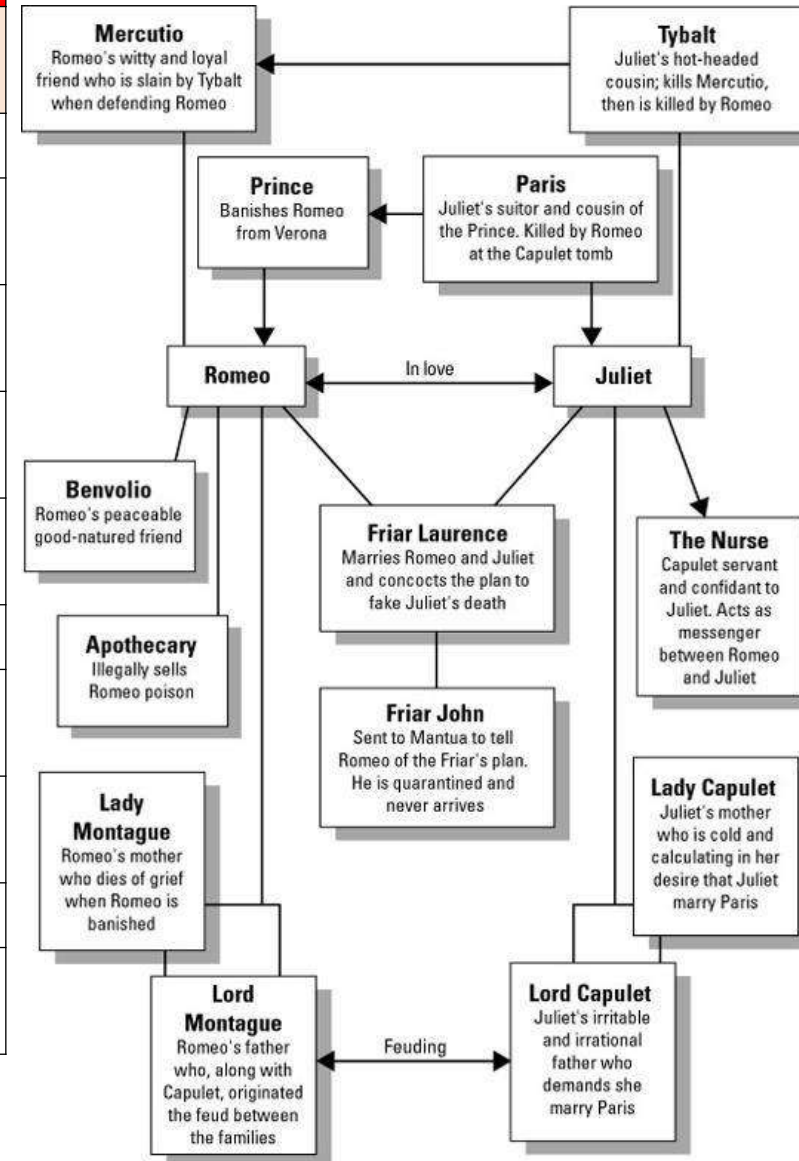 Mercutio
Romeo's witty and loyal
friend who is slain by Tybalt
when defending Romeo
Tybalt
Juliet's hot-headed
cousin; kills Mercutio,
then is killed by Romeo
Prince
Banishes Romeo
from Verona
Paris
Juliet's suitor and cousin of
the Prince. Killed by Romeo
at the Capulet tomb
Romeo
In love
Juliet
Benvolio
Romeo's peaceable
good-natured friend
Friar Laurence
Marries Romeo and Juliet
and concocts the plan to
fake Juliet's death
The Nurse
Capulet servant
and confidant to
Juliet. Acts as
messenger
between Romeo
and Juliet
Apothecary
Illegally sells
Romeo poison
Friar John
Sent to Mantua to tell
Romeo of the Friar's plan.
He is quarantined and
never arrives
Lady
Montague
Romeo's mother
who dies of grief
when Romeo is
banished
Lady Capulet
Juliet's mother
who is cold and
calculating in her
desire that Juliet
marry Paris
Lord
Montague
Romeo's father
who, along with
Capulet, originated
the feud between
the families
Feuding
Lord Capulet
Juliet's irritable
and irrational
father who
demands she
marry Paris